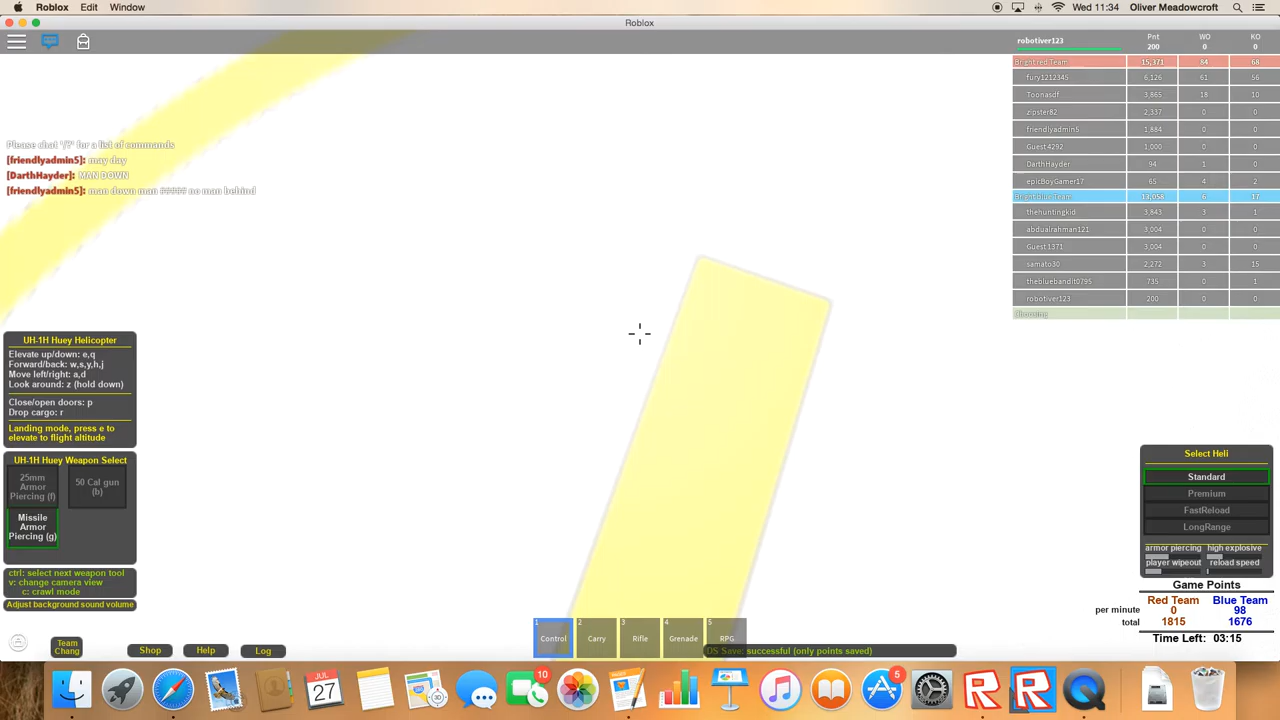 Roblox Edit Window Wed 11:34 Oliver Meadowcroft
Roblox
robotiver123 Pnt 200 WO 0 KO 0
Bright red Team 15,371 84 68
fury1212345 6,126 61 56
Toonasdf 3,865 18 10
zipster82 2,337 0 0
friendlyadmin5 1,884 0 0
Guest 4292 1,000 0 0
DarthHayder 94 1 0
epicBoyGamer17 65 4 2
Bright blue Team 13,058 6 17
thehuntingkid 3,843 3 1
abdualrahman121 3,004 0 0
Guest 1371 3,004 0 0
samato30 2,272 3 15
thebluebandit0795 735 0 1
robotiver123 200 0 0
Choosing
Please chat '/?' for a list of commands
[friendlyadmin5]: may day
[DarthHayder]: MAN DOWN
[friendlyadmin5]: man down man ##### no man behind
UH-1H Huey Helicopter
Elevate up/down: e,q
Forward/back: w,s,y,h,j
Move left/right: a,d
Look around: z (hold down)
Close/open doors: p
Drop cargo: r
Landing mode, press e to
elevate to flight altitude
UH-1H Huey Weapon Select
25mm
Armor
Piercing (f)
50 Cal gun
(b)
Missile
Armor
Piercing (g)
ctrl: select next weapon tool
v: change camera view
c: crawl mode
Adjust background sound volume
Team
Chang
Shop Help Log
1 Control
2 Carry
3 Rifle
4 Grenade
5 RPG
DS Save: successful (only points saved)
Select Heli
Standard
Premium
FastReload
LongRange
armor piercing high explosive
player wipeout reload speed
Game Points
Red Team Blue Team
per minute 0 98
total 1815 1676
Time Left: 03:15
10
JUL
27
30
5